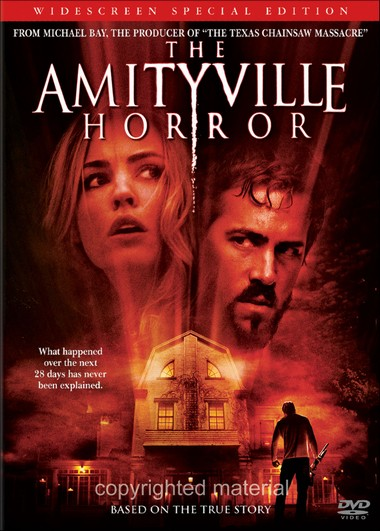 WIDESCREEN SPECIAL EDITION
FROM MICHAEL BAY, THE PRODUCER OF "THE TEXAS CHAINSAW MASSACRE"
THE
AMITYVILLE
HORROR
What happened
over the next
28 days has never
been explained.
copyrighted material
BASED ON THE TRUE STORY
DVD
VIDEO